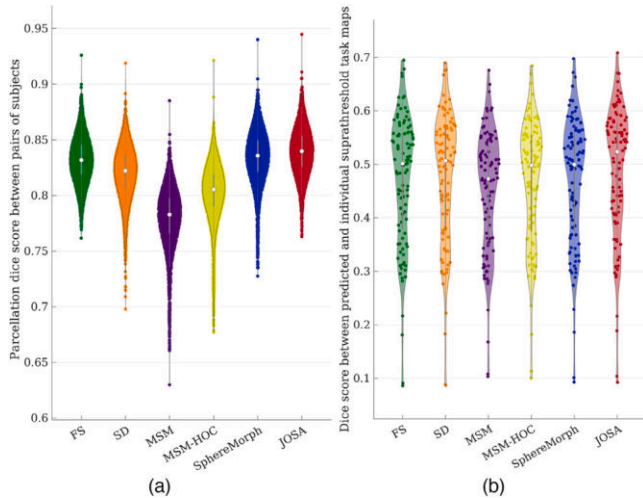 Parcellation dice score between pairs of subjects
0.95
0.9
0.85
0.8
0.75
0.7
0.65
0.6
FS
SD
MSM
MSM-HOC
SphereMorph
JOSA
(a)
Dice score between predicted and individual suprathreshold task maps
0.7
0.6
0.5
0.4
0.3
0.2
0.1
FS
SD
MSM
MSM-HOC
SphereMorph
JOSA
(b)